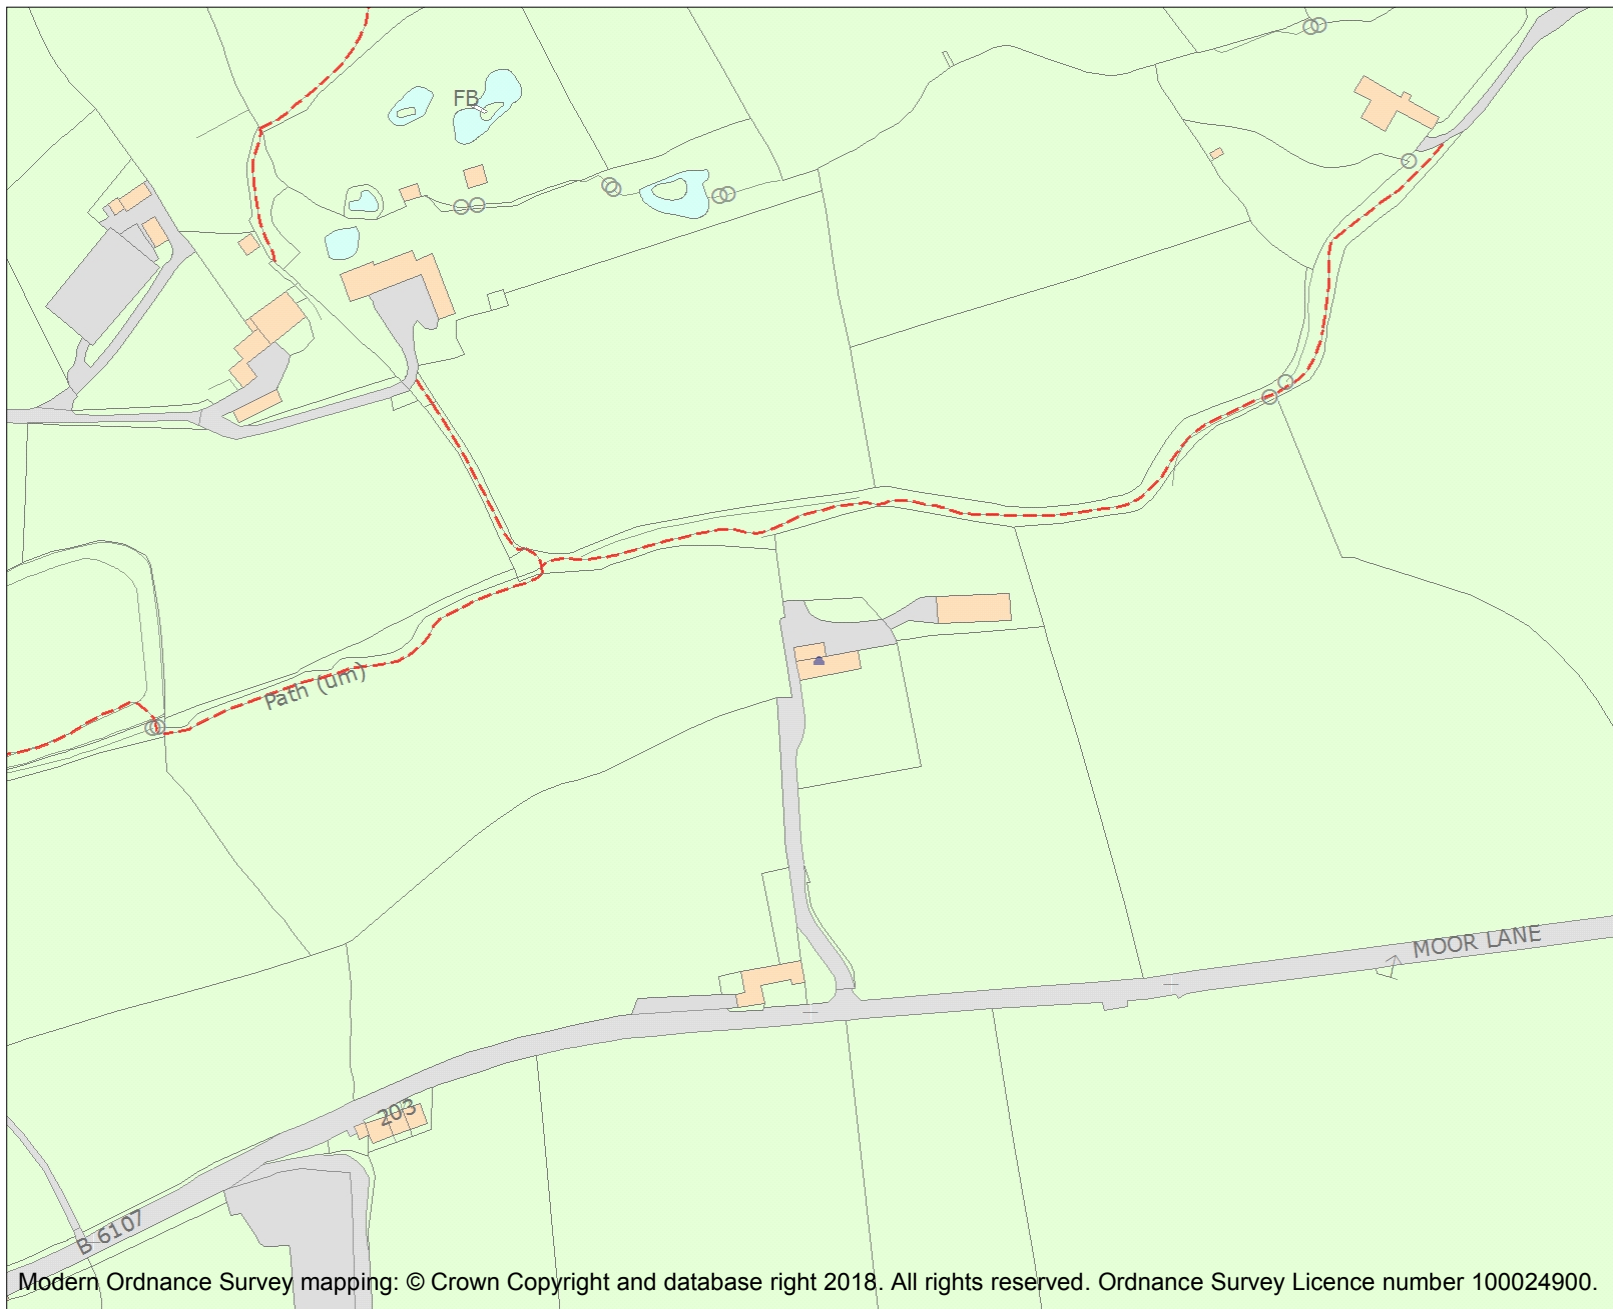 FB
Path (um)
MOOR LANE
203
B 6107
Modern Ordnance Survey mapping: © Crown Copyright and database right 2018. All rights reserved. Ordnance Survey Licence number 100024900.